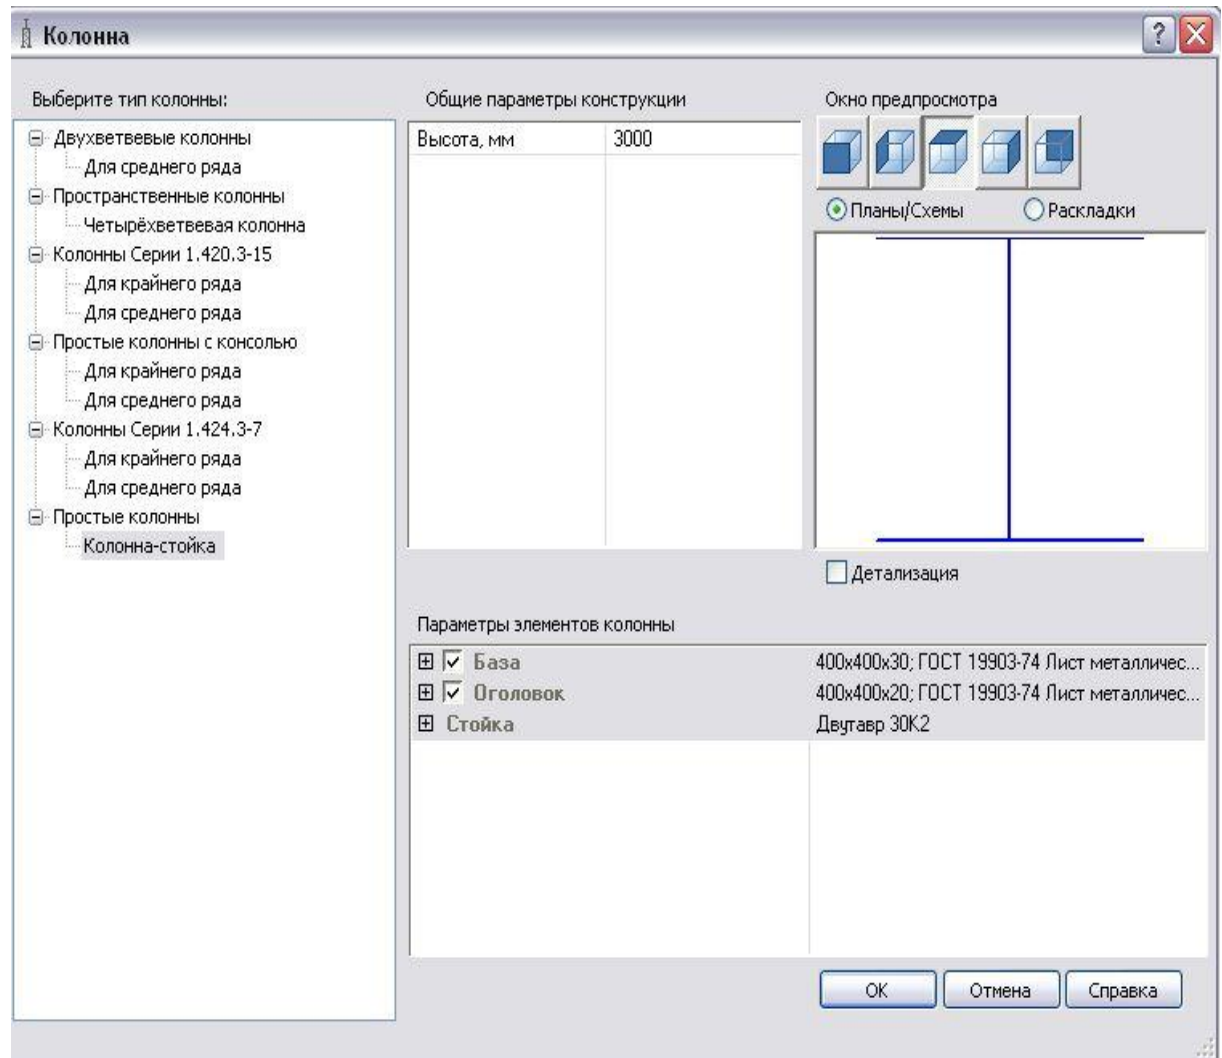 Колонна
Выберите тип колонны:
Двухветвевые колонны
Для среднего ряда
Пространственные колонны
Четырёхветвевая колонна
Колонны Серии 1.420.3-15
Для крайнего ряда
Для среднего ряда
Простые колонны с консолью
Для крайнего ряда
Для среднего ряда
Колонны Серии 1.424.3-7
Для крайнего ряда
Для среднего ряда
Простые колонны
Колонна-стойка
Общие параметры конструкции
Высота, мм 3000
Окно предпросмотра
Планы/Схемы Раскладки
Детализация
Параметры элементов колонны
База 400x400x30; ГОСТ 19903-74 Лист металличес...
Оголовок 400x400x20; ГОСТ 19903-74 Лист металличес...
Стойка Двутавр 30К2
ОК Отмена Справка